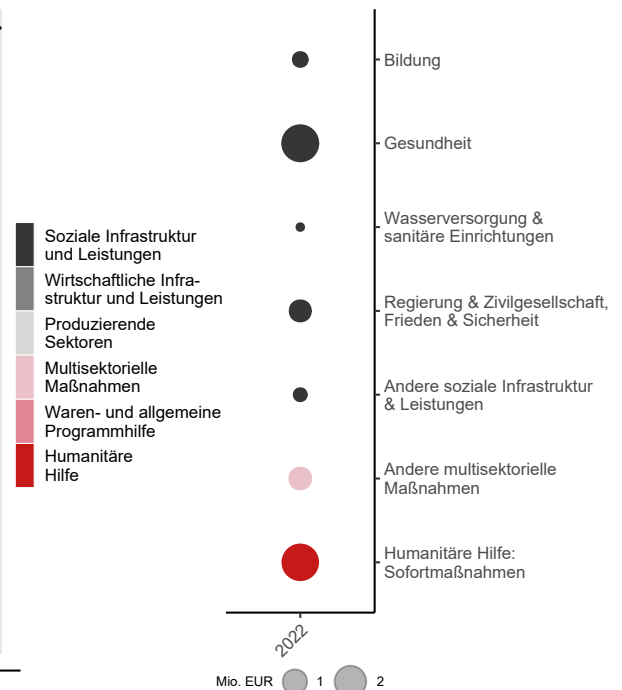 Soziale Infrastruktur
und Leistungen
Wirtschaftliche Infra-
struktur und Leistungen
Produzierende
Sektoren
Multisektorielle
Maßnahmen
Waren- und allgemeine
Programmhilfe
Humanitäre
Hilfe
Bildung
Gesundheit
Wasserversorgung &
sanitäre Einrichtungen
Regierung & Zivilgesellschaft,
Frieden & Sicherheit
Andere soziale Infrastruktur
& Leistungen
Andere multisektorielle
Maßnahmen
Humanitäre Hilfe:
Sofortmaßnahmen
2022
Mio. EUR 1 2